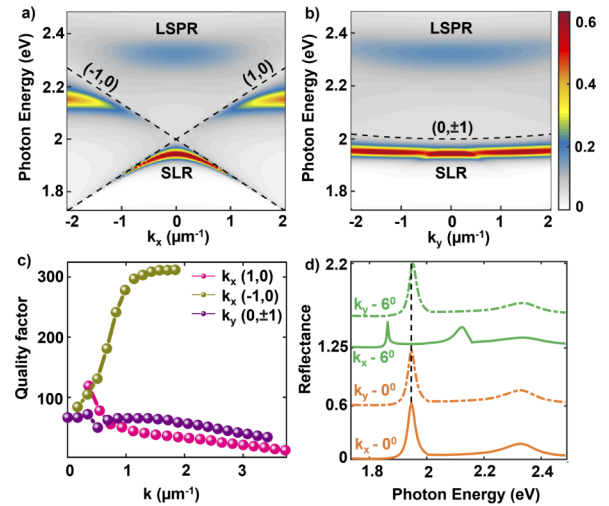 a)
LSPR
(-1,0)
(1,0)
SLR
Photon Energy (eV)
2.4
2.2
2
1.8
-2 -1 0 1 2
kx (μm-1)
b)
LSPR
(0,±1)
SLR
Photon Energy (eV)
2.4
2.2
2
1.8
-2 -1 0 1 2
ky (μm-1)
0.6
0.4
0.2
0
c)
kx (1,0)
kx (-1,0)
ky (0,±1)
Quality factor
300
200
100
0
0 1 2 3
k (μm-1)
d)
ky - 6⁰
kx - 6⁰
ky - 0⁰
kx - 0⁰
Reflectance
2.2
1.25
0.6
0
1.8 2 2.2 2.4
Photon Energy (eV)